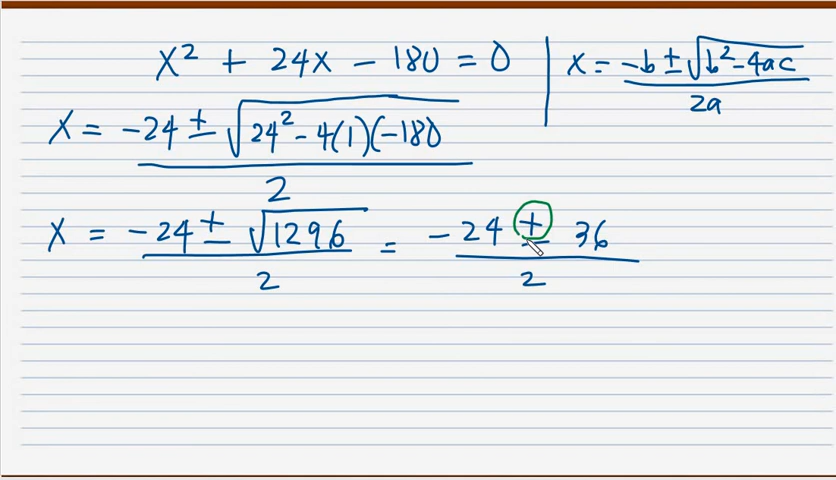 x² + 24x - 180 = 0 | x = -b ± √b² - 4ac / 2a
x = -24 ± √24² - 4(1)(-180 / 2
x = -24 ± √1296 / 2 = -24 ± 36 / 2